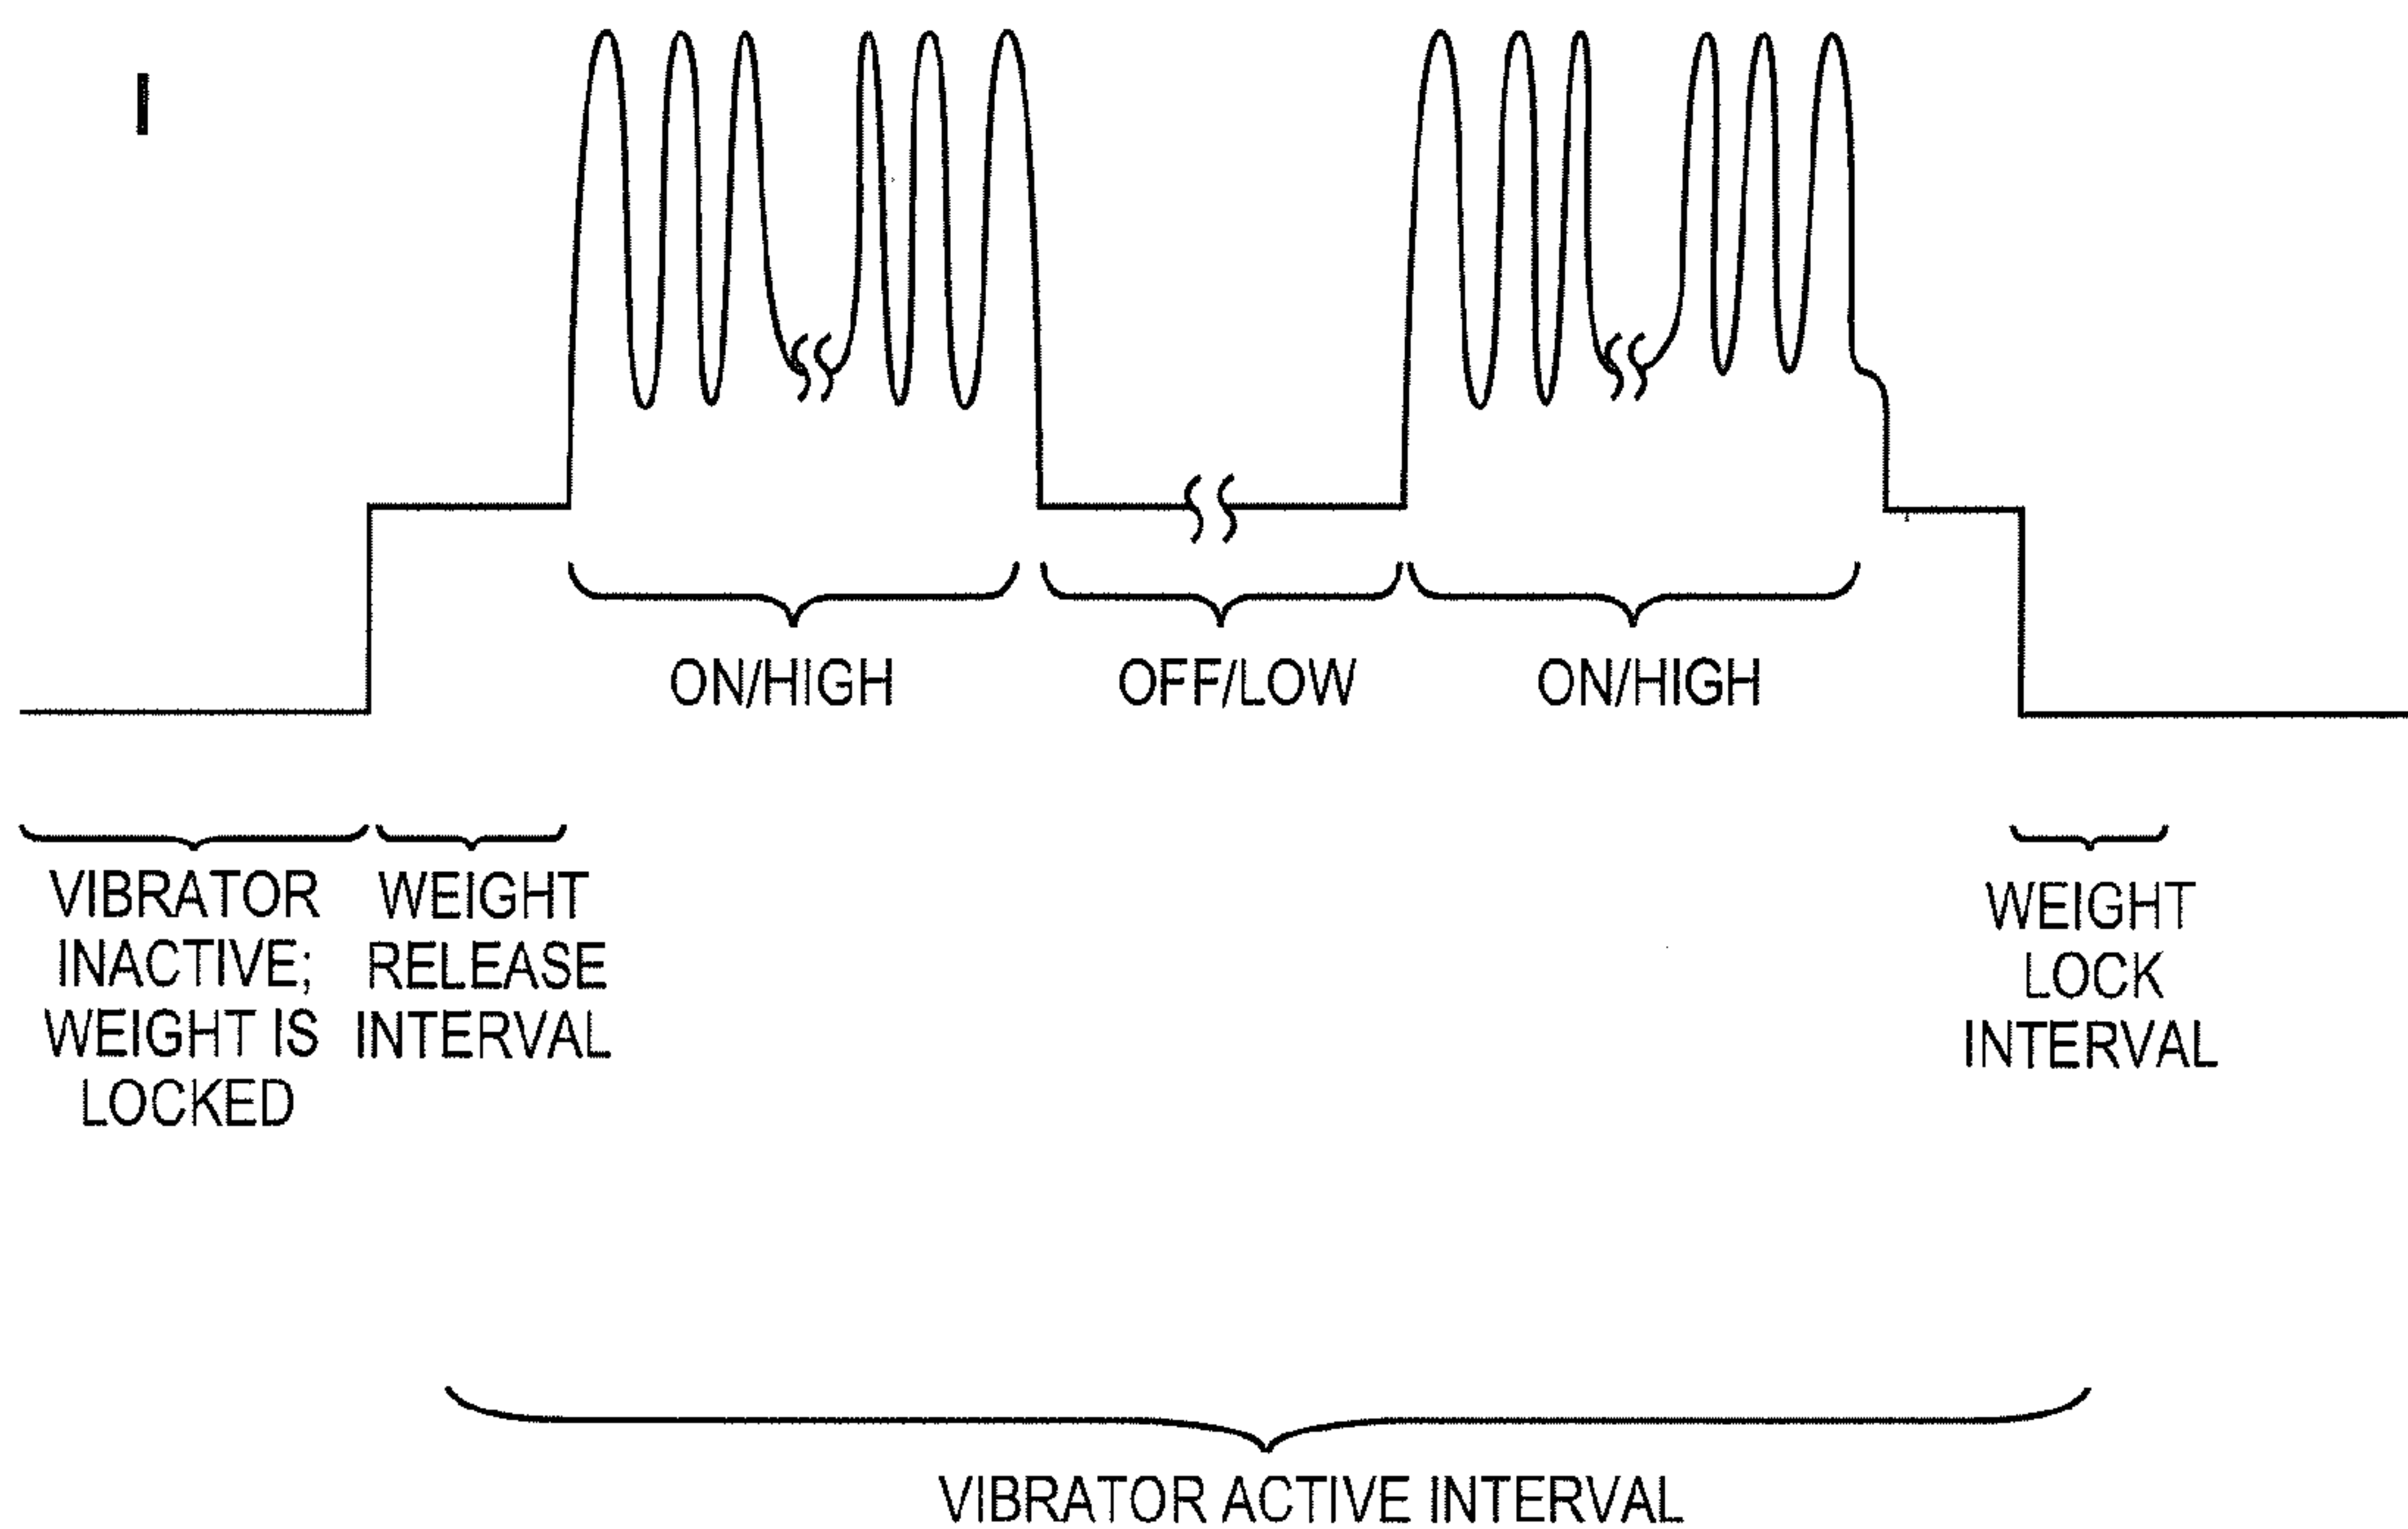 I
ON/HIGH
OFF/LOW
ON/HIGH
VIBRATOR
INACTIVE;
WEIGHT IS
LOCKED
WEIGHT
RELEASE
INTERVAL
WEIGHT
LOCK
INTERVAL
VIBRATOR ACTIVE INTERVAL